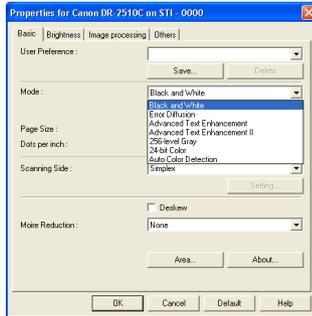 Properties for Canon DR-2510C on STI - 0000
Basic Brightness Image processing Others
User Preference :
Save... Delete
Mode : Black and White
Black and White
Error Diffusion
Advanced Text Enhancement
Advanced Text Enhancement II
256-level Gray
24-bit Color
Auto Color Detection
Page Size :
Dots per inch :
Scanning Side : Simplex
Setting...
Deskew
Moire Reduction : None
Area... About...
OK Cancel Default Help